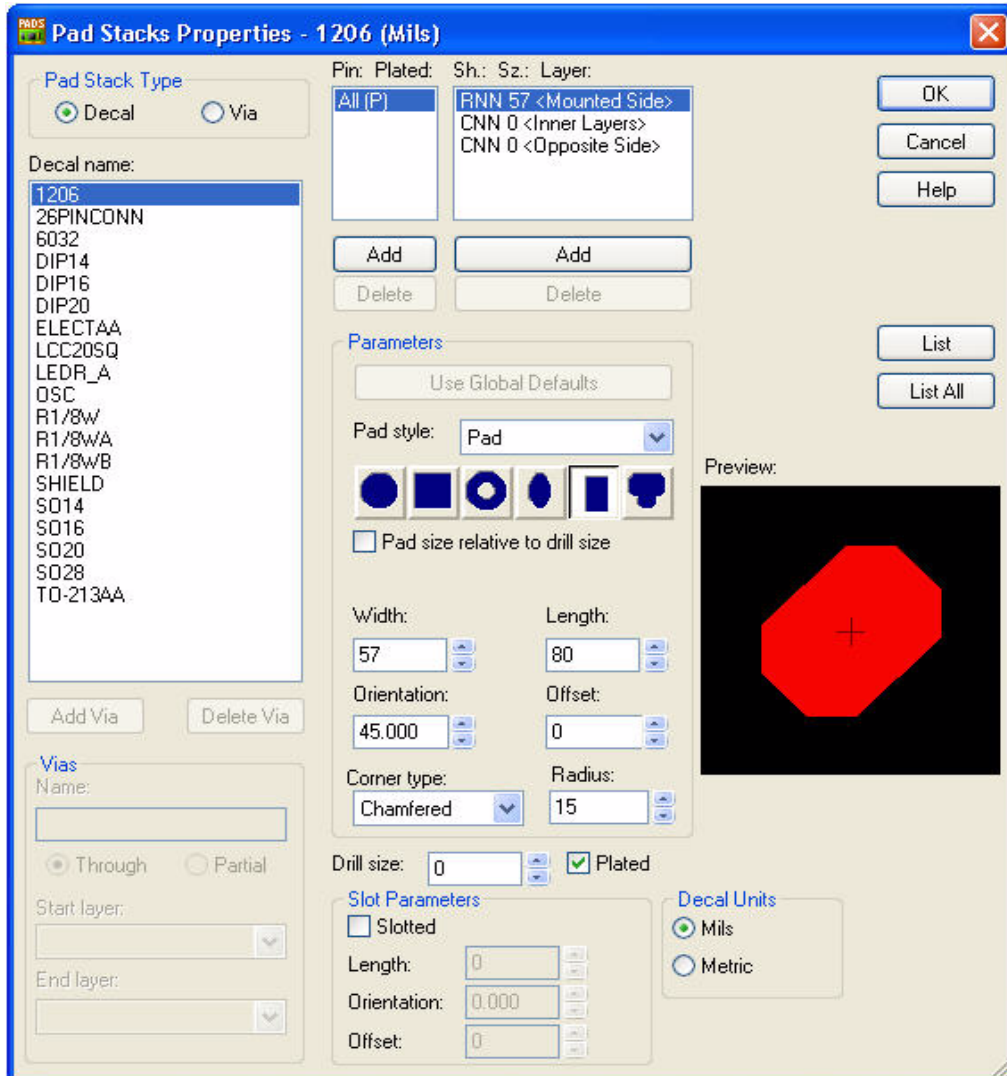 PADS
Pad Stacks Properties - 1206 (Mils)
Pad Stack Type
Decal Via
Decal name:
1206
26PINCONN
6032
DIP14
DIP16
DIP20
ELECTAA
LCC20SQ
LEDR_A
OSC
R1/8W
R1/8WA
R1/8WB
SHIELD
SO14
SO16
SO20
SO28
TO-213AA
Add Via Delete Via
Vias
Name:
Through Partial
Start layer:
End layer:
Pin: Plated: Sh.: Sz.: Layer:
All (P)
RNN 57 <Mounted Side>
CNN 0 <Inner Layers>
CNN 0 <Opposite Side>
Add Add
Delete Delete
Parameters
Use Global Defaults
Pad style: Pad
Pad size relative to drill size
Width: Length:
57 80
Orientation: Offset:
45.000 0
Corner type: Radius:
Chamfered 15
Drill size: 0 Plated
Slot Parameters
Slotted
Length: 0
Orientation: 0.000
Offset: 0
Decal Units
Mils
Metric
OK
Cancel
Help
List
List All
Preview: